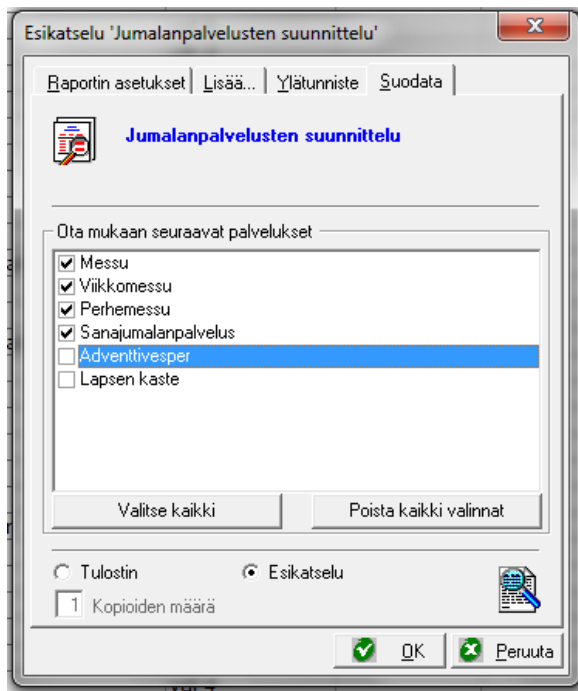 Esikatselu 'Jumalanpalvelusten suunnittelu'
Raportin asetukset Lisää... Ylätunniste Suodata
Jumalanpalvelusten suunnittelu
Ota mukaan seuraavat palvelukset
Messu
Viikkomessu
Perhemessu
Sanajumalanpalvelus
Adventtivesper
Lapsen kaste
Valitse kaikki Poista kaikki valinnat
Tulostin Esikatselu
1 Kopioiden määrä
OK Peruuta